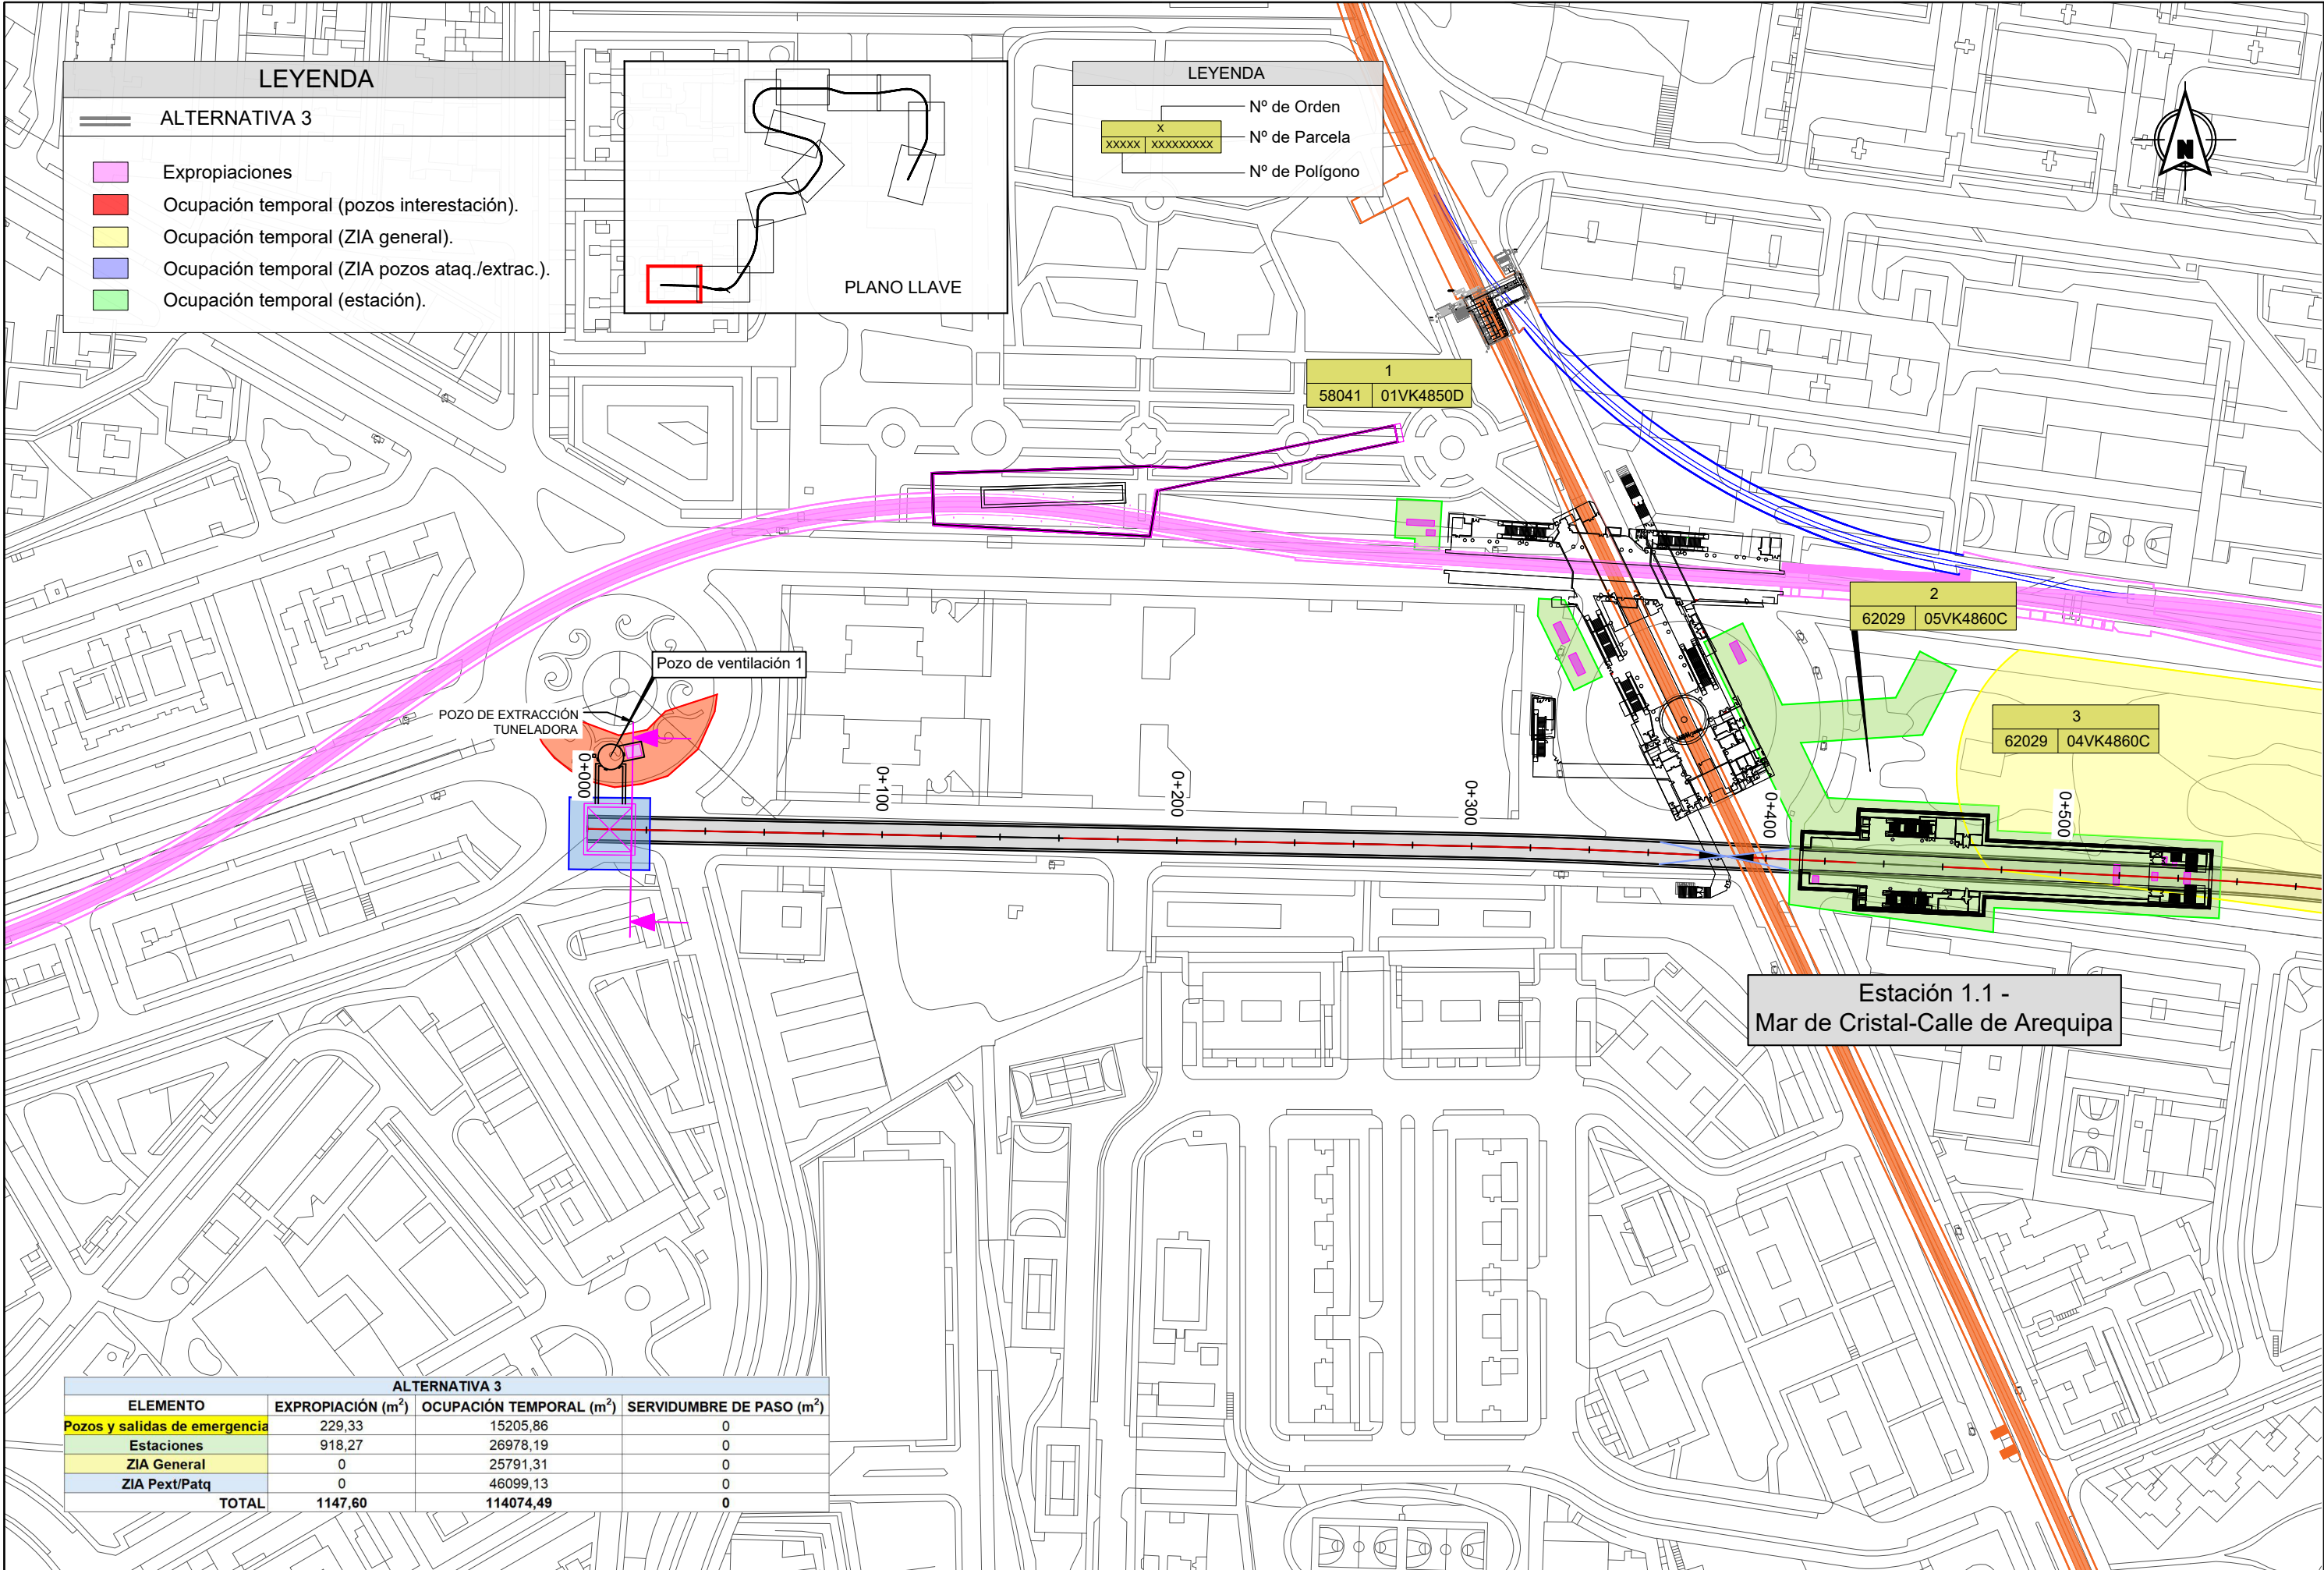 LEYENDA
ALTERNATIVA 3
Expropiaciones
Ocupación temporal (pozos interestación).
Ocupación temporal (ZIA general).
Ocupación temporal (ZIA pozos ataq./extrac.).
Ocupación temporal (estación).
PLANO LLAVE
LEYENDA
Nº de Orden
X
XXXXX XXXXXXXXX
Nº de Parcela
Nº de Polígono
N
1
58041 01VK4850D
2
62029 05VK4860C
3
62029 04VK4860C
Pozo de ventilación 1
POZO DE EXTRACCIÓN
TUNELADORA
0+000
0+100
0+200
0+300
0+400
0+500
Estación 1.1 -
Mar de Cristal-Calle de Arequipa
ALTERNATIVA 3
ELEMENTO EXPROPIACIÓN (m²) OCUPACIÓN TEMPORAL (m²) SERVIDUMBRE DE PASO (m²)
Pozos y salidas de emergencia 229,33 15205,86 0
Estaciones 918,27 26978,19 0
ZIA General 0 25791,31 0
ZIA Pext/Patq 0 46099,13 0
TOTAL 1147,60 114074,49 0